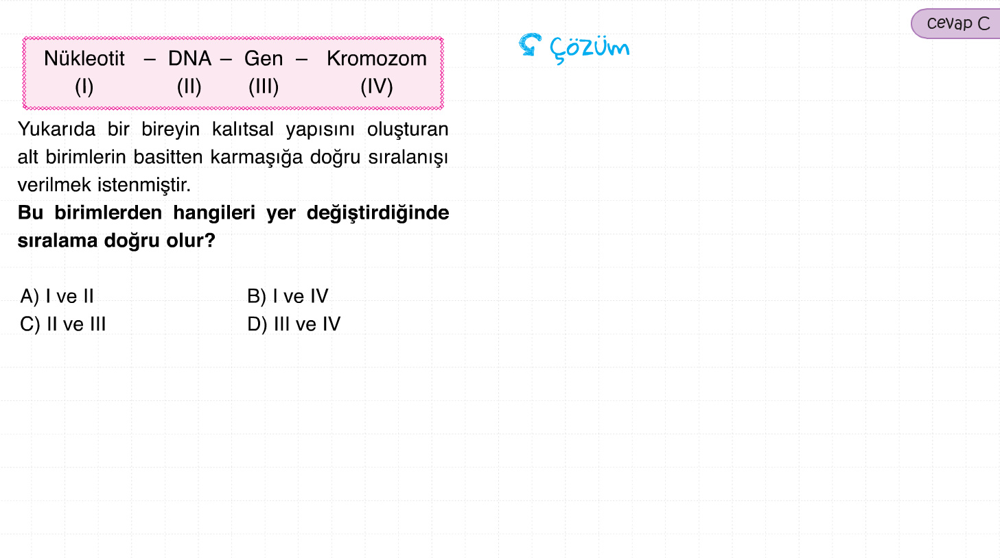 cevap C
Çözüm
Nükleotit – DNA – Gen – Kromozom
(I) (II) (III) (IV)
Yukarıda bir bireyin kalıtsal yapısını oluşturan
alt birimlerin basitten karmaşığa doğru sıralanışı
verilmek istenmiştir.
Bu birimlerden hangileri yer değiştirdiğinde
sıralama doğru olur?
A) I ve II B) I ve IV
C) II ve III D) III ve IV